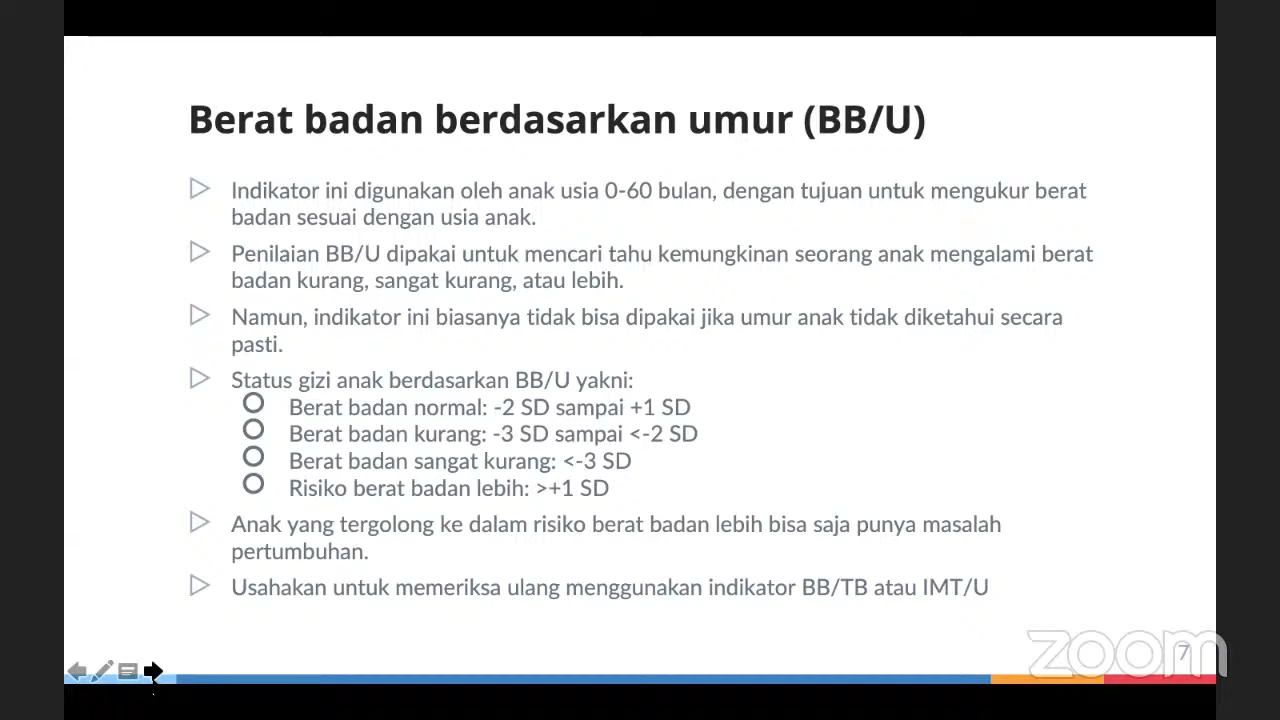 Berat badan berdasarkan umur (BB/U)
Indikator ini digunakan oleh anak usia 0-60 bulan, dengan tujuan untuk mengukur berat
badan sesuai dengan usia anak.
Penilaian BB/U dipakai untuk mencari tahu kemungkinan seorang anak mengalami berat
badan kurang, sangat kurang, atau lebih.
Namun, indikator ini biasanya tidak bisa dipakai jika umur anak tidak diketahui secara
pasti.
Status gizi anak berdasarkan BB/U yakni:
Berat badan normal: -2 SD sampai +1 SD
Berat badan kurang: -3 SD sampai <-2 SD
Berat badan sangat kurang: <-3 SD
Risiko berat badan lebih: >+1 SD
Anak yang tergolong ke dalam risiko berat badan lebih bisa saja punya masalah
pertumbuhan.
Usahakan untuk memeriksa ulang menggunakan indikator BB/TB atau IMT/U
zoom
7